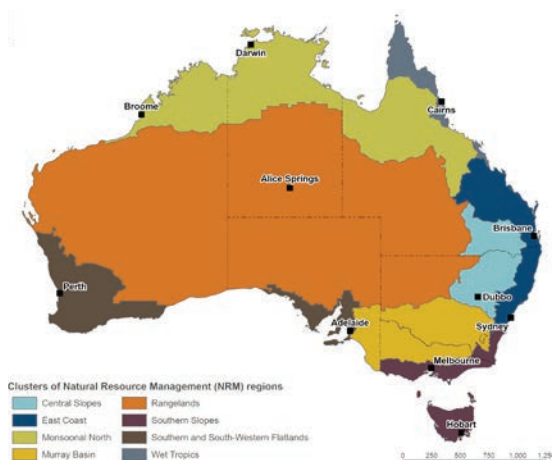 Darwin
Broome
Cairns
Alice Springs
Brisbane
Perth
Dubbo
Adelaide
Sydney
Melbourne
Hobart
Clusters of Natural Resource Management (NRM) regions
Central Slopes
Rangelands
East Coast
Southern Slopes
Monsoonal North
Southern and South-Western Flatlands
Murray Basin
Wet Tropics
0 250 500 750 1,000